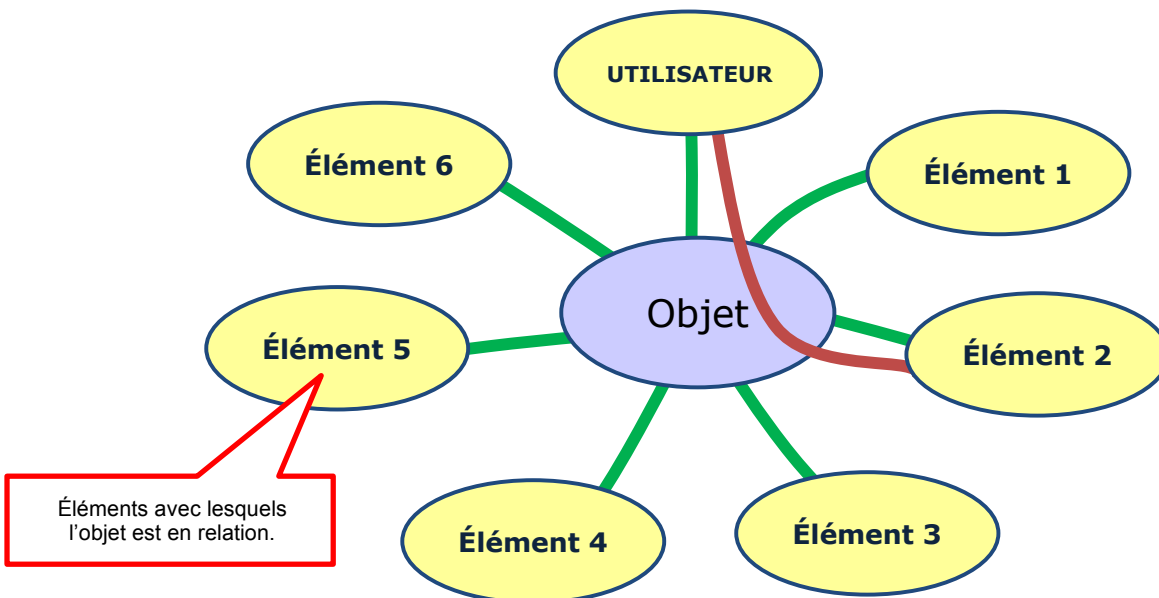 UTILISATEUR
Élément 6
Élément 1
Objet
Élément 5
Élément 2
Éléments avec lesquels
l’objet est en relation.
Élément 4
Élément 3